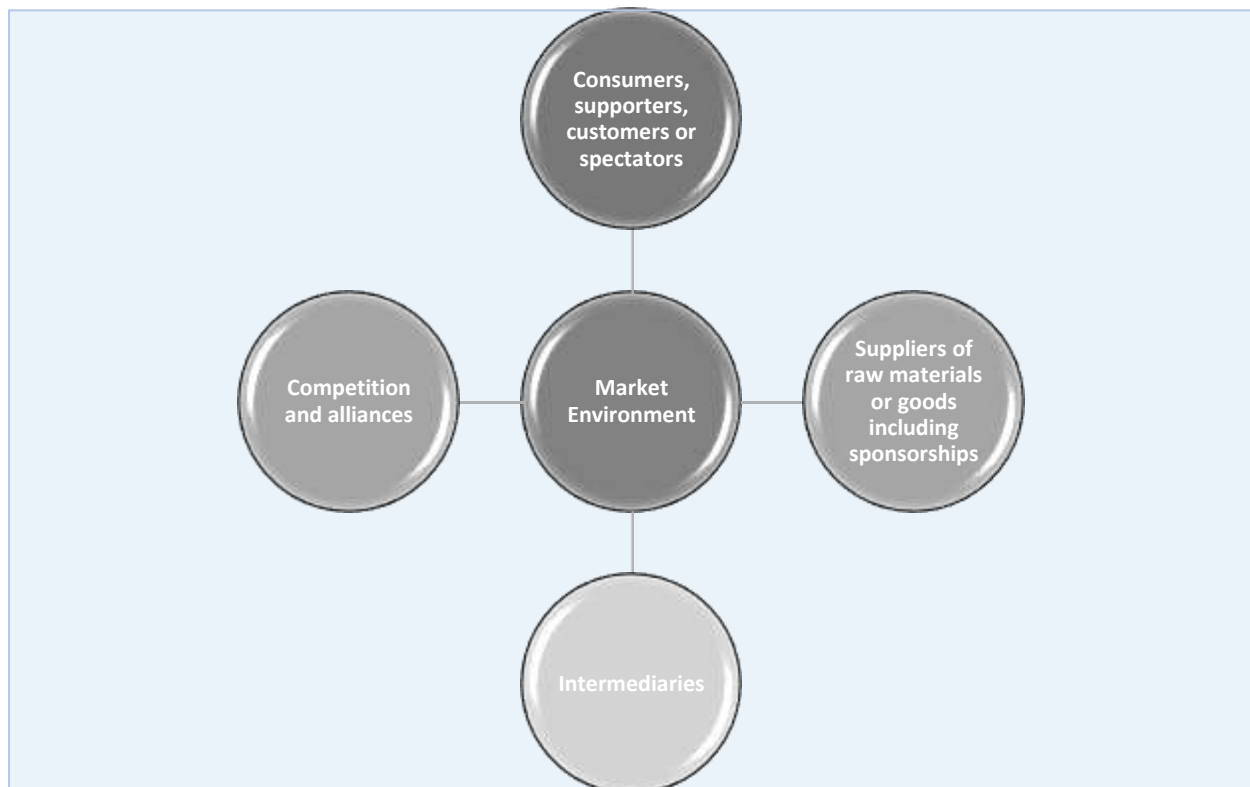 Consumers,
supporters,
customers or
spectators
Competition
and alliances
Market
Environment
Suppliers of
raw materials
or goods
including
sponsorships
Intermediaries